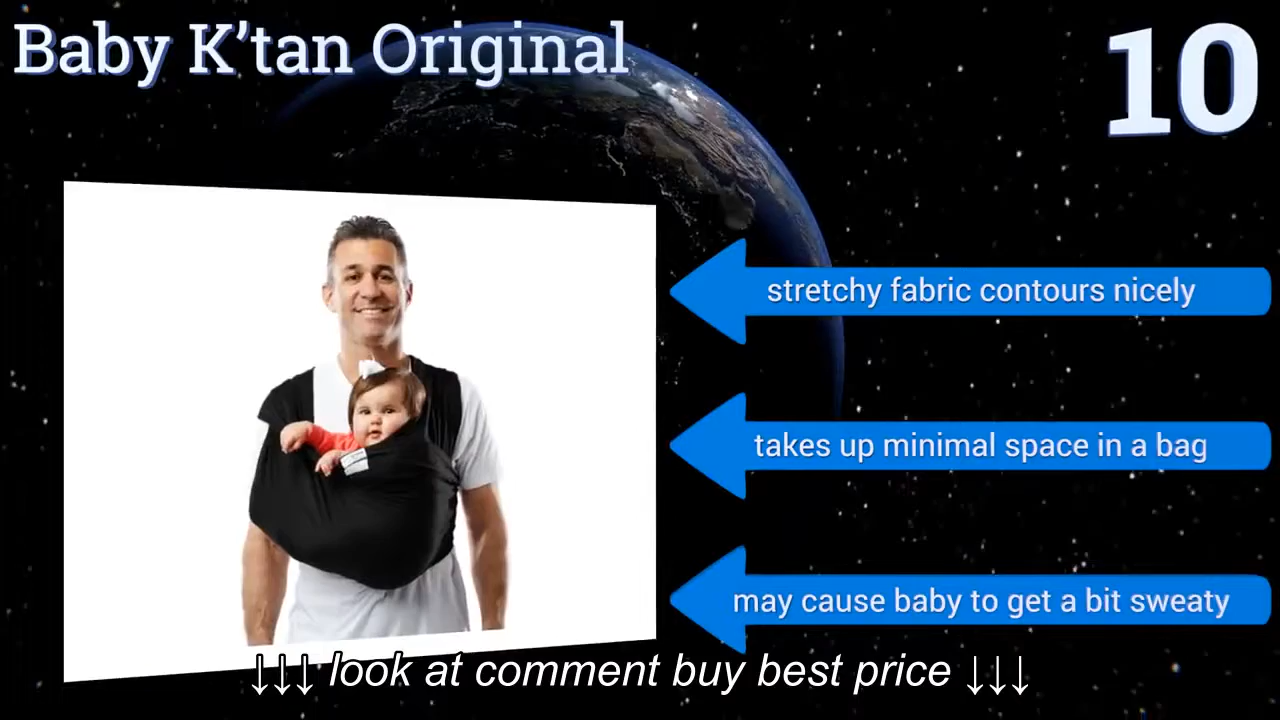 Baby K’tan Original
10
stretchy fabric contours nicely
takes up minimal space in a bag
may cause baby to get a bit sweaty
↓↓↓ look at comment buy best price ↓↓↓